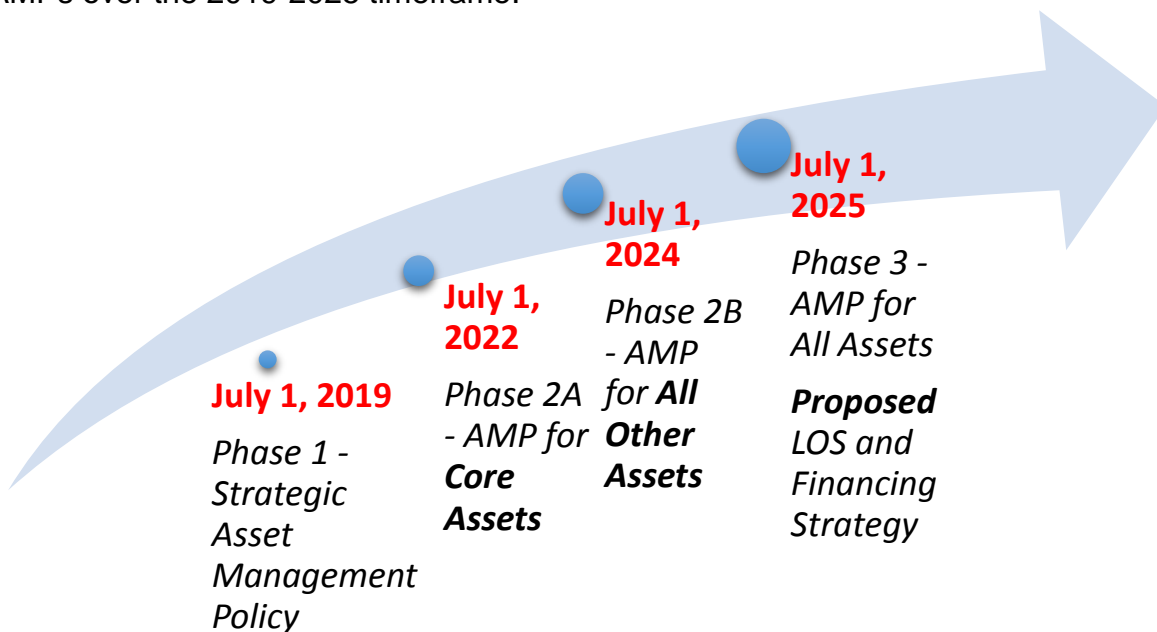 July 1, 2019
Phase 1 -
Strategic
Asset
Management
Policy
July 1,
2022
Phase 2A
- AMP for
Core
Assets
July 1,
2024
Phase 2B
- AMP
for All
Other
Assets
July 1,
2025
Phase 3 -
AMP for
All Assets
Proposed
LOS and
Financing
Strategy